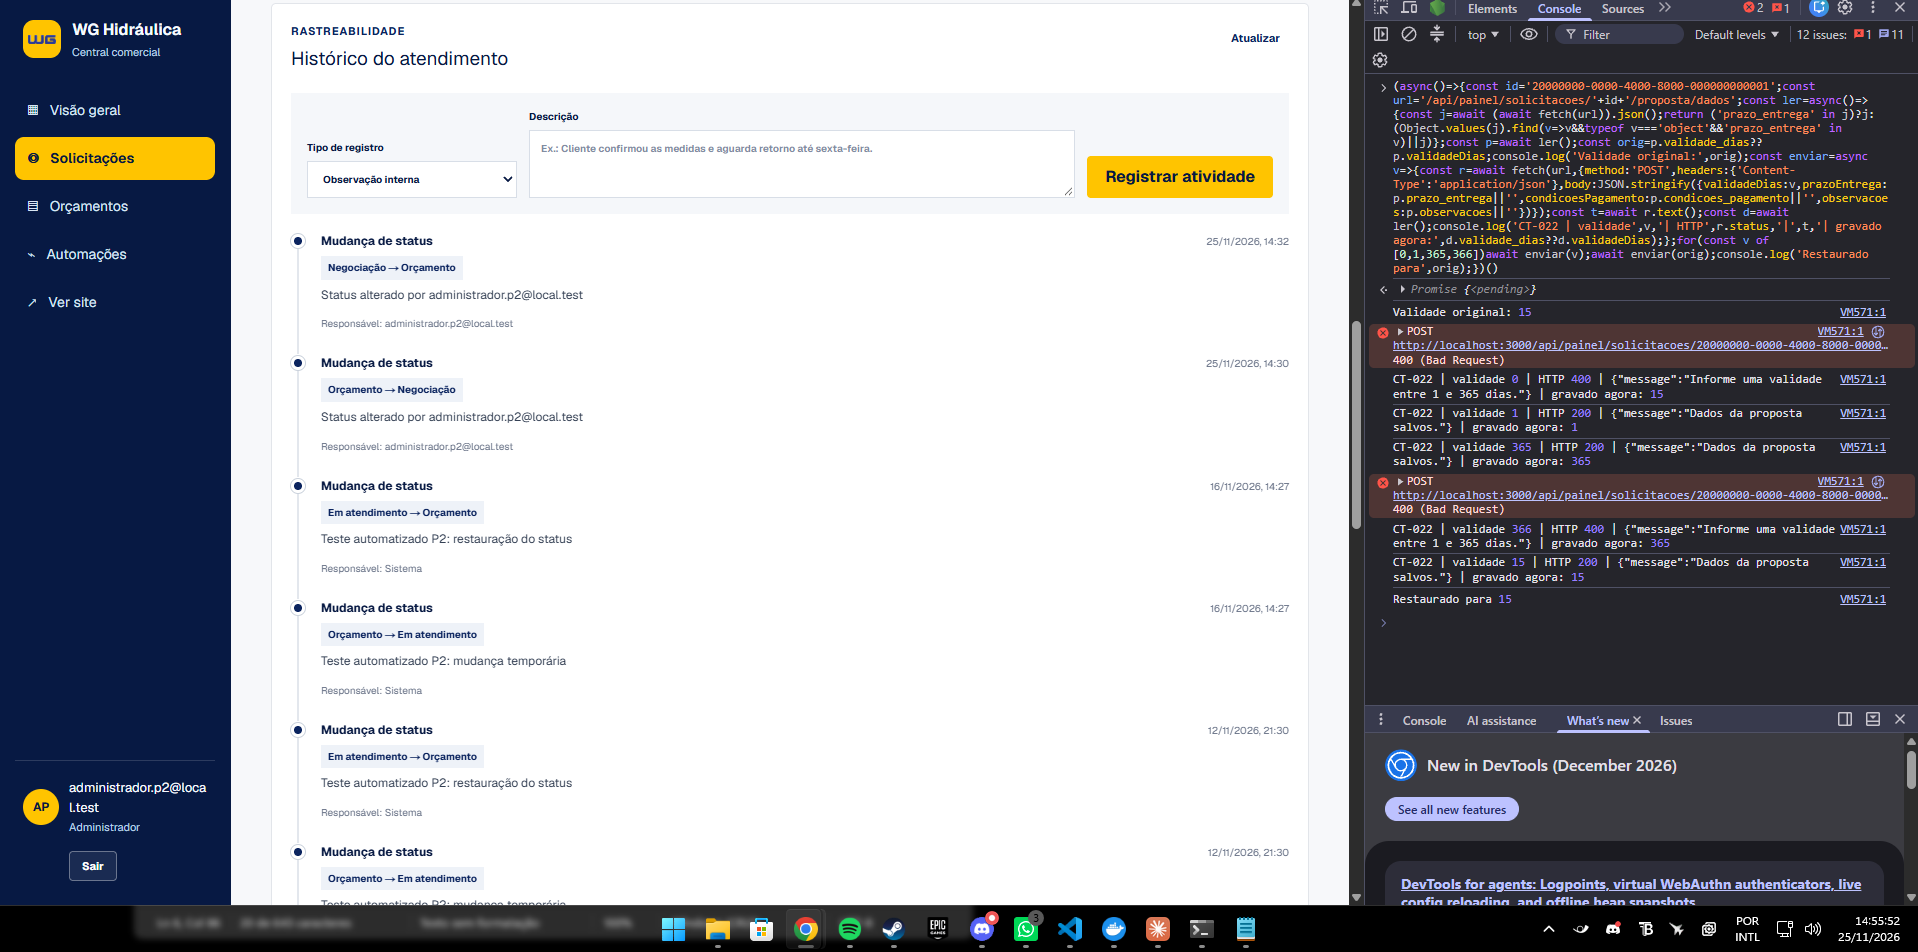 WG
WG Hidráulica
Central comercial
Visão geral
Solicitações
Orçamentos
Automações
Ver site
AP
administrador.p2@loca
l.test
Administrador
Sair
RASTREABILIDADE
Atualizar
Histórico do atendimento
Descrição
Tipo de registro
Ex.: Cliente confirmou as medidas e aguarda retorno até sexta-feira.
Observação interna
Registrar atividade
Mudança de status
25/11/2026, 14:32
Negociação → Orçamento
Status alterado por administrador.p2@local.test
Responsável: administrador.p2@local.test
Mudança de status
25/11/2026, 14:30
Orçamento → Negociação
Status alterado por administrador.p2@local.test
Responsável: administrador.p2@local.test
Mudança de status
16/11/2026, 14:27
Em atendimento → Orçamento
Teste automatizado P2: restauração do status
Responsável: Sistema
Mudança de status
16/11/2026, 14:27
Orçamento → Em atendimento
Teste automatizado P2: mudança temporária
Responsável: Sistema
Mudança de status
12/11/2026, 21:30
Em atendimento → Orçamento
Teste automatizado P2: restauração do status
Responsável: Sistema
Mudança de status
12/11/2026, 21:30
Orçamento → Em atendimento
Teste automatizado P2: mudança temporária
Elements Console Sources 2 1
top Filter Default levels 12 issues: 1 11
(async()=>{const id='20000000-0000-4000-8000-000000000001';const
url='/api/painel/solicitacoes/'+id+'/proposta/dados';const ler=async()=>
{const j=await (await fetch(url)).json();return ('prazo_entrega' in j)?j:
(Object.values(j).find(v=>v&&typeof v==='object'&&'prazo_entrega' in
v)||j)};const p=await ler();const orig=p.validade_dias??
p.validadeDias;console.log('Validade original:',orig);const enviar=async
v=>{const r=await fetch(url,{method:'POST',headers:{'Content-
Type':'application/json'},body:JSON.stringify({validadeDias:v,prazoEntrega:
p.prazo_entrega||'',condicoesPagamento:p.condicoes_pagamento||'',observacoe
s:p.observacoes||''})});const t=await r.text();const d=await
ler();console.log('CT-022 | validade',v,'| HTTP',r.status,'|',t,'| gravado
agora:',d.validade_dias??d.validadeDias);};for(const v of
[0,1,365,366])await enviar(v);await enviar(orig);console.log('Restaurado
para',orig);})()
Promise {<pending>}
Validade original: 15 VM571:1
POST VM571:1
http://localhost:3000/api/painel/solicitacoes/20000000-0000-4000-8000-0000…
400 (Bad Request)
CT-022 | validade 0 | HTTP 400 | {"message":"Informe uma validade VM571:1
entre 1 e 365 dias."} | gravado agora: 15
CT-022 | validade 1 | HTTP 200 | {"message":"Dados da proposta VM571:1
salvos."} | gravado agora: 1
CT-022 | validade 365 | HTTP 200 | {"message":"Dados da proposta VM571:1
salvos."} | gravado agora: 365
POST VM571:1
http://localhost:3000/api/painel/solicitacoes/20000000-0000-4000-8000-0000…
400 (Bad Request)
CT-022 | validade 366 | HTTP 400 | {"message":"Informe uma validade VM571:1
entre 1 e 365 dias."} | gravado agora: 365
CT-022 | validade 15 | HTTP 200 | {"message":"Dados da proposta VM571:1
salvos."} | gravado agora: 15
Restaurado para 15 VM571:1
Console AI assistance What's new Issues
New in DevTools (December 2026)
See all new features
DevTools for agents: Logpoints, virtual WebAuthn authenticators, live
config reloading, and offline heap snapshots
EPIC GAMES
3
POR
INTL
14:55:52
25/11/2026